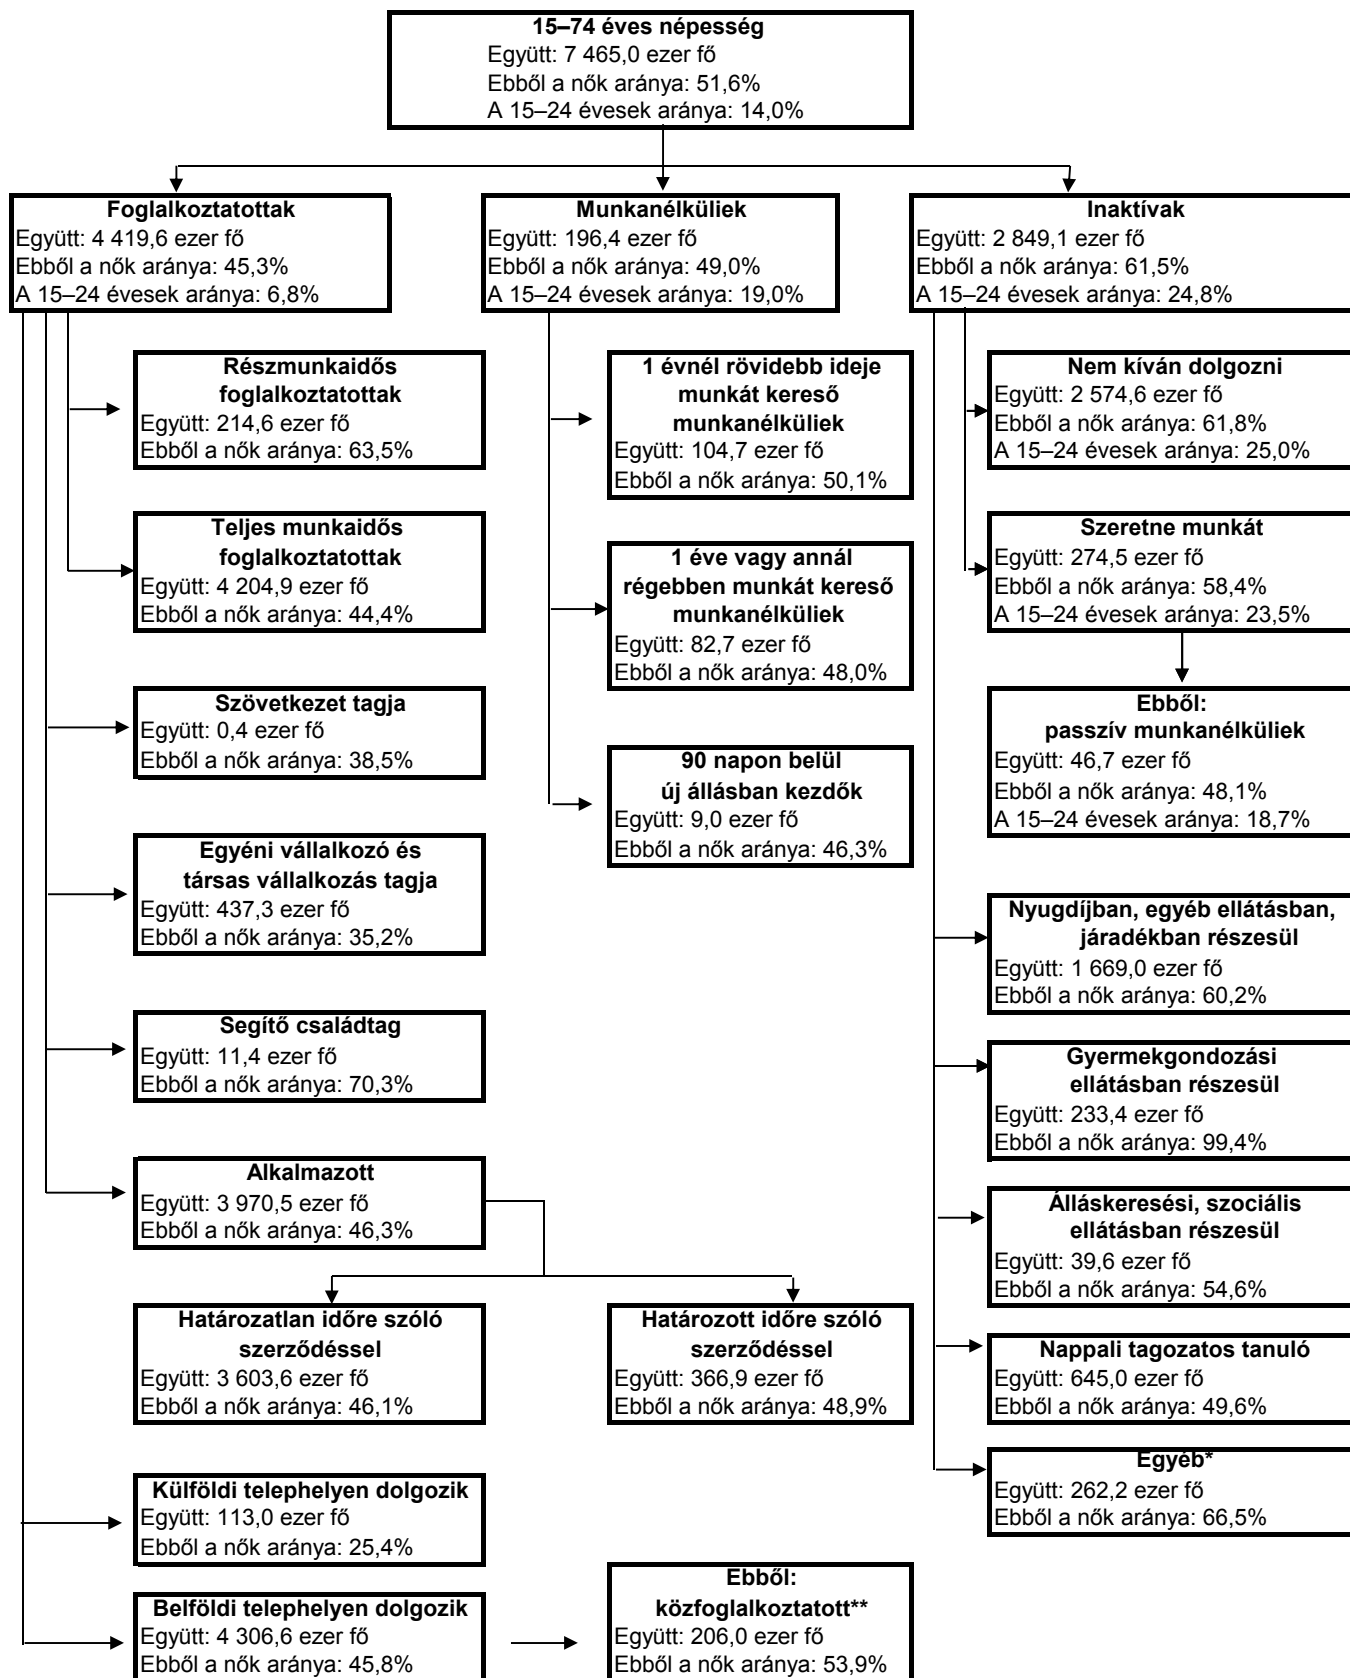 15–74 éves népesség
Együtt: 7 465,0 ezer fő
Ebből a nők aránya: 51,6%
A 15–24 évesek aránya: 14,0%
Foglalkoztatottak
Együtt: 4 419,6 ezer fő
Ebből a nők aránya: 45,3%
A 15–24 évesek aránya: 6,8%
Munkanélküliek
Együtt: 196,4 ezer fő
Ebből a nők aránya: 49,0%
A 15–24 évesek aránya: 19,0%
Inaktívak
Együtt: 2 849,1 ezer fő
Ebből a nők aránya: 61,5%
A 15–24 évesek aránya: 24,8%
Részmunkaidős
foglalkoztatottak
Együtt: 214,6 ezer fő
Ebből a nők aránya: 63,5%
Teljes munkaidős
foglalkoztatottak
Együtt: 4 204,9 ezer fő
Ebből a nők aránya: 44,4%
Szövetkezet tagja
Együtt: 0,4 ezer fő
Ebből a nők aránya: 38,5%
Egyéni vállalkozó és
társas vállalkozás tagja
Együtt: 437,3 ezer fő
Ebből a nők aránya: 35,2%
Segítő családtag
Együtt: 11,4 ezer fő
Ebből a nők aránya: 70,3%
Alkalmazott
Együtt: 3 970,5 ezer fő
Ebből a nők aránya: 46,3%
Határozatlan időre szóló
szerződéssel
Együtt: 3 603,6 ezer fő
Ebből a nők aránya: 46,1%
Határozott időre szóló
szerződéssel
Együtt: 366,9 ezer fő
Ebből a nők aránya: 48,9%
Külföldi telephelyen dolgozik
Együtt: 113,0 ezer fő
Ebből a nők aránya: 25,4%
Belföldi telephelyen dolgozik
Együtt: 4 306,6 ezer fő
Ebből a nők aránya: 45,8%
Ebből:
közfoglalkoztatott**
Együtt: 206,0 ezer fő
Ebből a nők aránya: 53,9%
1 évnél rövidebb ideje
munkát kereső
munkanélküliek
Együtt: 104,7 ezer fő
Ebből a nők aránya: 50,1%
1 éve vagy annál
régebben munkát kereső
munkanélküliek
Együtt: 82,7 ezer fő
Ebből a nők aránya: 48,0%
90 napon belül
új állásban kezdők
Együtt: 9,0 ezer fő
Ebből a nők aránya: 46,3%
Nem kíván dolgozni
Együtt: 2 574,6 ezer fő
Ebből a nők aránya: 61,8%
A 15–24 évesek aránya: 25,0%
Szeretne munkát
Együtt: 274,5 ezer fő
Ebből a nők aránya: 58,4%
A 15–24 évesek aránya: 23,5%
Ebből:
passzív munkanélküliek
Együtt: 46,7 ezer fő
Ebből a nők aránya: 48,1%
A 15–24 évesek aránya: 18,7%
Nyugdíjban, egyéb ellátásban,
járadékban részesül
Együtt: 1 669,0 ezer fő
Ebből a nők aránya: 60,2%
Gyermekgondozási
ellátásban részesül
Együtt: 233,4 ezer fő
Ebből a nők aránya: 99,4%
Álláskeresési, szociális
ellátásban részesül
Együtt: 39,6 ezer fő
Ebből a nők aránya: 54,6%
Nappali tagozatos tanuló
Együtt: 645,0 ezer fő
Ebből a nők aránya: 49,6%
Egyéb*
Együtt: 262,2 ezer fő
Ebből a nők aránya: 66,5%